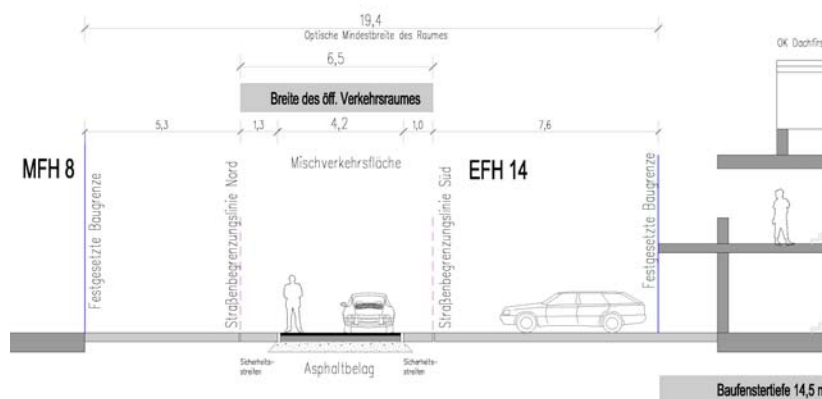 19,4
Optische Mindestbreite des Raumes
OK Dachfirs
6,5
Breite des öff. Verkehrsraumes
5,3
1,3
4,2
1,0
7,6
MFH 8
Mischverkehrsfläche
EFH 14
Festgesetzte Baugrenze
Straßenbegrenzungslinie Nord
Straßenbegrenzungslinie Süd
Festgesetzte Baugrenze
Sicherheits-
streifen
Asphaltbelag
Sicherheits-
streifen
Baufenstertiefe 14,5 m